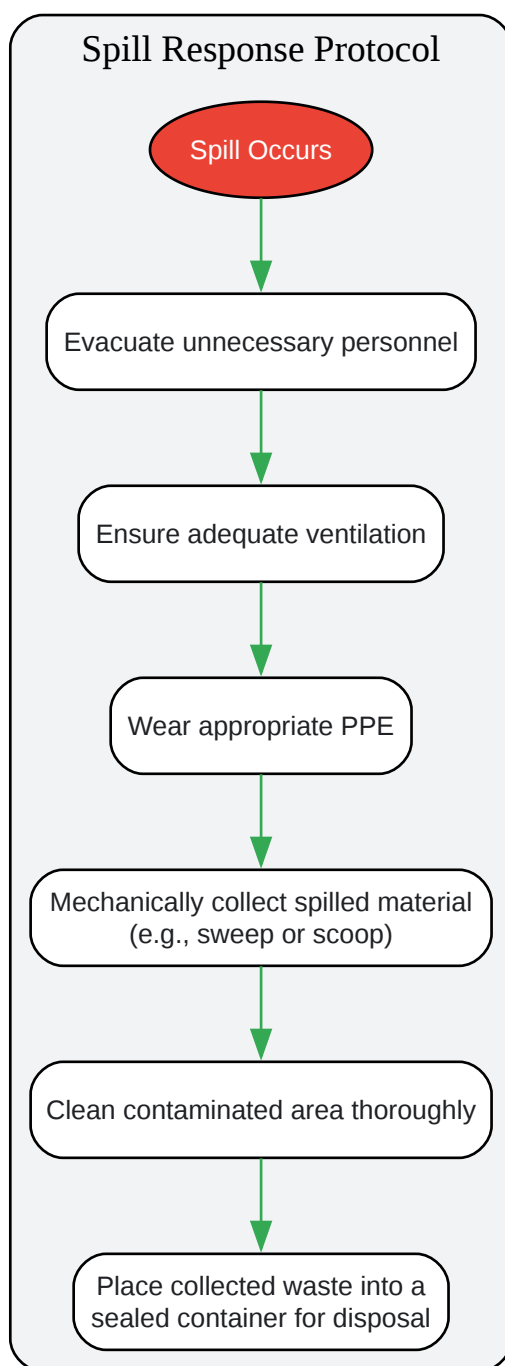 Spill Response Protocol
Spill Occurs
Evacuate unnecessary personnel
Ensure adequate ventilation
Wear appropriate PPE
Mechanically collect spilled material
(e.g., sweep or scoop)
Clean contaminated area thoroughly
Place collected waste into a
sealed container for disposal